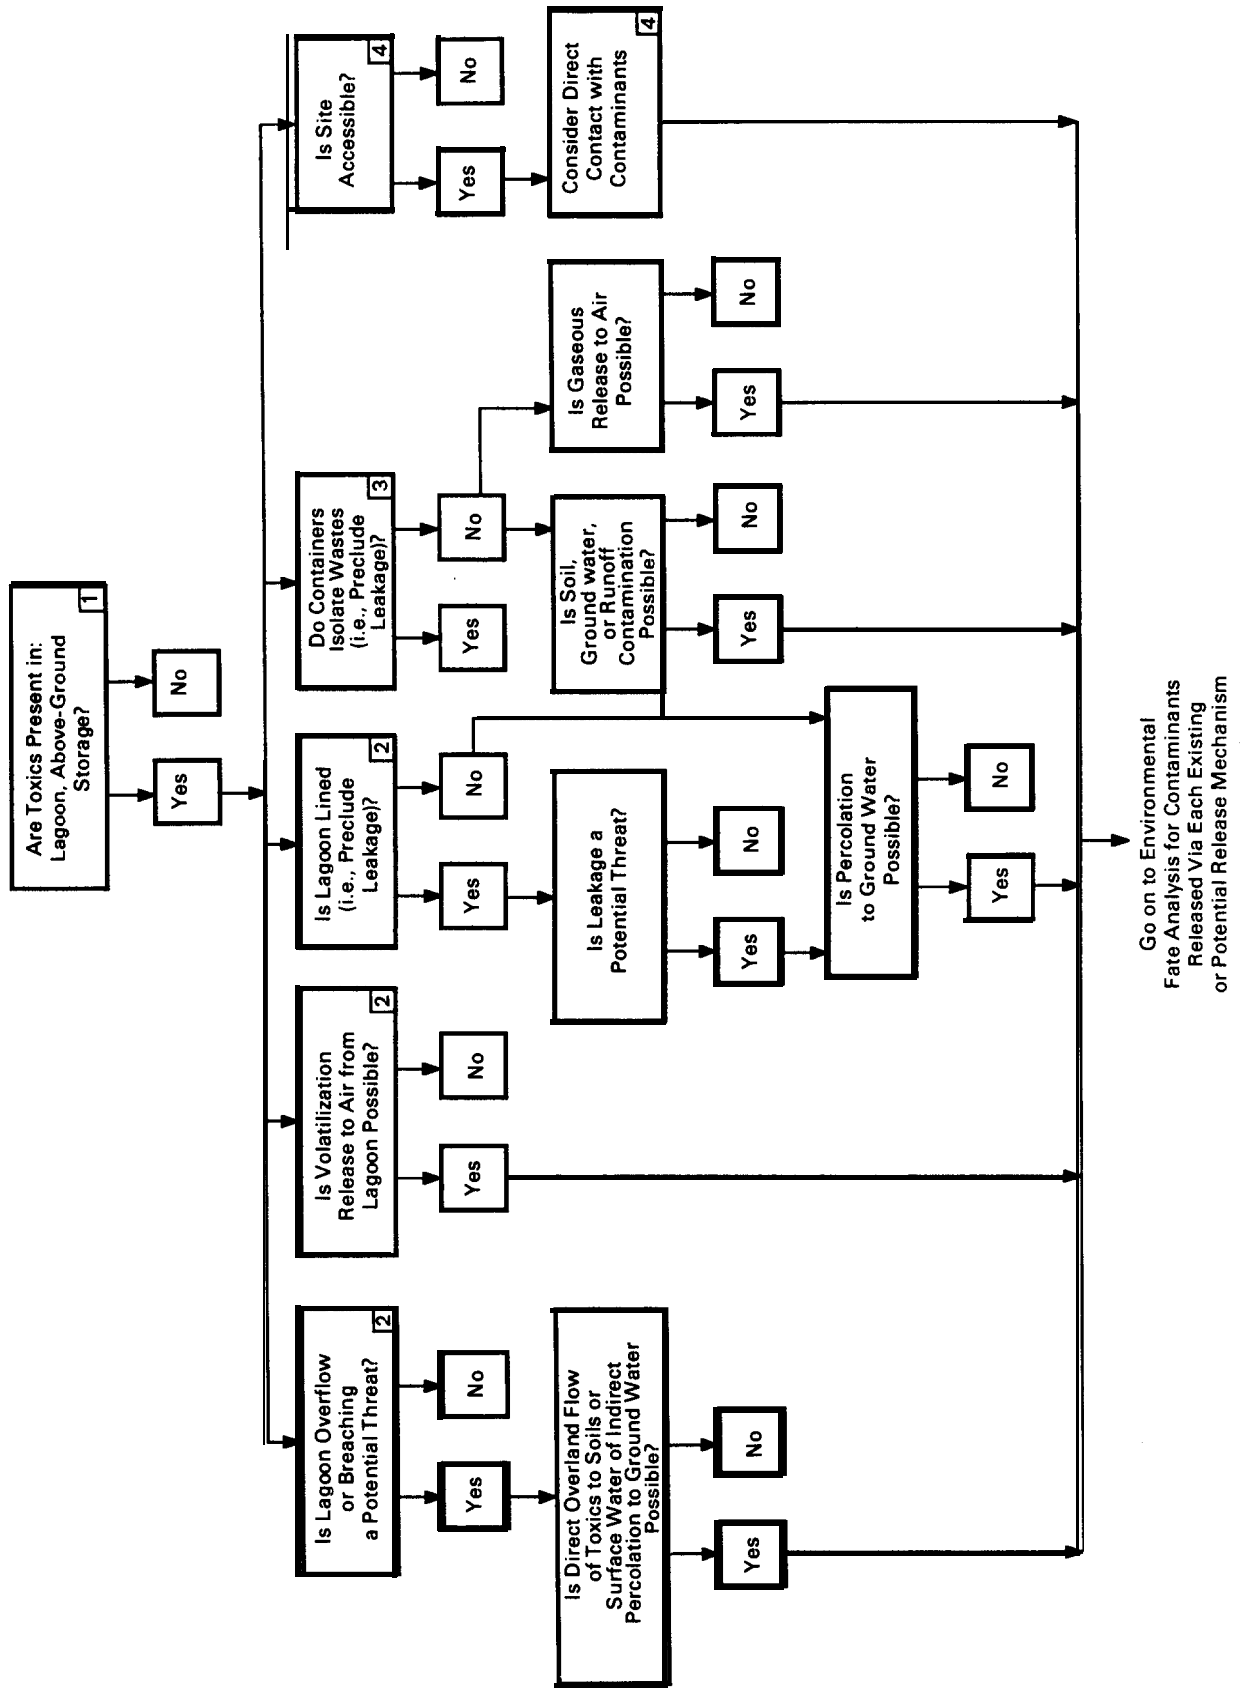 Are Toxics Present in:
Lagoon, Above-Ground
Storage?
1
Yes
No
Is Lagoon Overflow
or Breaching
a Potential Threat?
2
Yes
No
Is Direct Overland Flow
of Toxics to Soils or
Surface Water of Indirect
Percolation to Ground Water
Possible?
Yes
No
Is Volatilization
Release to Air from
Lagoon Possible?
2
Yes
No
Is Lagoon Lined
(i.e., Preclude
Leakage)?
2
Yes
No
Is Leakage a
Potential Threat?
Yes
No
Is Percolation
to Ground Water
Possible?
Yes
No
Do Containers
Isolate Wastes
(i.e., Preclude
Leakage)?
3
Yes
No
Is Soil,
Ground water,
or Runoff
Contamination
Possible?
Yes
No
Is Gaseous
Release to Air
Possible?
Yes
No
Is Site
Accessible?
4
Yes
No
Consider Direct
Contact with
Contaminants
4
Go on to Environmental
Fate Analysis for Contaminants
Released Via Each Existing
or Potential Release Mechanism